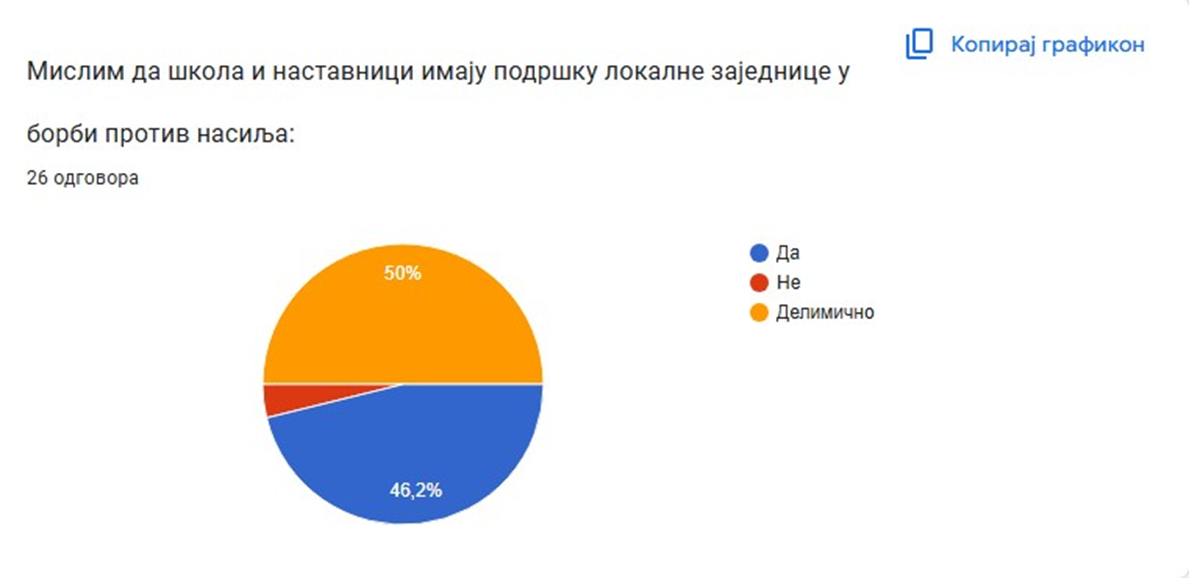 Копирај графикон
Мислим да школа и наставници имају подршку локалне заједнице у
борби против насиља:
26 одговора
50%
46,2%
Да
Не
Делимично